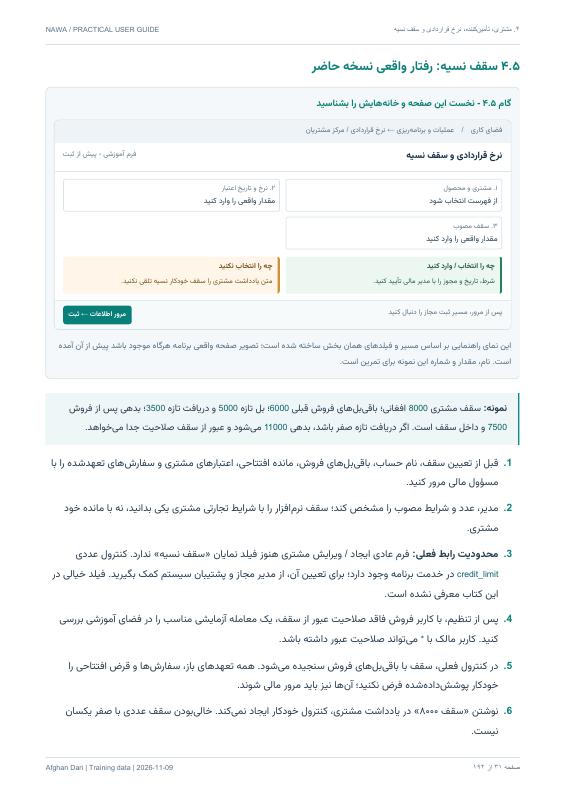 ۴. مشتری، تأمین‌کننده، نرخ قراردادی و سقف نسیه
NAWA / PRACTICAL USER GUIDE
۴.۵ سقف نسیه: رفتار واقعی نسخه حاضر
گام ۴.۵ - نخست این صفحه و خانه‌هایش را بشناسید
فضای کاری / عملیات و برنامه‌ریزی ← نرخ قراردادی / مرکز مشتریان
نرخ قراردادی و سقف نسیه
فرم آموزشی - پیش از ثبت
۱. مشتری و محصول
از فهرست انتخاب شود
۲. نرخ و تاریخ اعتبار
مقدار واقعی را وارد کنید
۳. سقف مصوب
مقدار واقعی را وارد کنید
چه را انتخاب / وارد کنید
شرط، تاریخ و مجوز را با مدیر مالی تأیید کنید.
چه را انتخاب نکنید
متن یادداشت مشتری را سقف خودکار نسیه تلقی نکنید.
پس از مرور، مسیر ثبت مجاز را دنبال کنید
مرور اطلاعات ← ثبت
این نمای راهنمایی بر اساس مسیر و فیلدهای همان بخش ساخته شده است؛ تصویر صفحه واقعی برنامه هرگاه موجود باشد پیش از آن آمده
است. نام، مقدار و شماره این نمونه برای تمرین است.
نمونه: سقف مشتری 8000 افغانی؛ باقی‌بل‌های فروش قبلی 6000؛ بل تازه 5000 و دریافت تازه 3500؛ بدهی پس از فروش
7500 و داخل سقف است. اگر دریافت تازه صفر باشد، بدهی 11000 می‌شود و عبور از سقف صلاحیت جدا می‌خواهد.
1. قبل از تعیین سقف، نام حساب، باقی‌بل‌های فروش، مانده افتتاحی، اعتبارهای مشتری و سفارش‌های تعهدشده را با
مسؤول مالی مرور کنید.
2. مدیر، عدد و شرایط مصوب را مشخص کند؛ سقف نرم‌افزار را با شرایط تجارتی مشتری یکی بدانید، نه با مانده خود
مشتری.
3. محدودیت رابط فعلی: فرم عادی ایجاد / ویرایش مشتری هنوز فیلد نمایان «سقف نسیه» ندارد. کنترول عددی
credit_limit در خدمت برنامه وجود دارد؛ برای تعیین آن، از مدیر مجاز و پشتیبان سیستم کمک بگیرید. فیلد خیالی در
این کتاب معرفی نشده است.
4. پس از تنظیم، با کاربر فروش فاقد صلاحیت عبور از سقف، یک معامله آزمایشی مناسب را در فضای آموزشی بررسی
کنید. کاربر مالک با * می‌تواند صلاحیت عبور داشته باشد.
5. در کنترول فعلی، سقف با باقی‌بل‌های فروش سنجیده می‌شود. همه تعهدهای باز، سفارش‌ها و قرض افتتاحی را
خودکار پوشش‌داده‌شده فرض نکنید؛ آن‌ها نیز باید مرور مالی شوند.
6. نوشتن «سقف ۸۰۰۰» در یادداشت مشتری، کنترول خودکار ایجاد نمی‌کند. خالی‌بودن سقف عددی با صفر یکسان
نیست.
صفحه ۳۱ از ۱۹۲
Afghan Dari | Training data | 2026-11-09